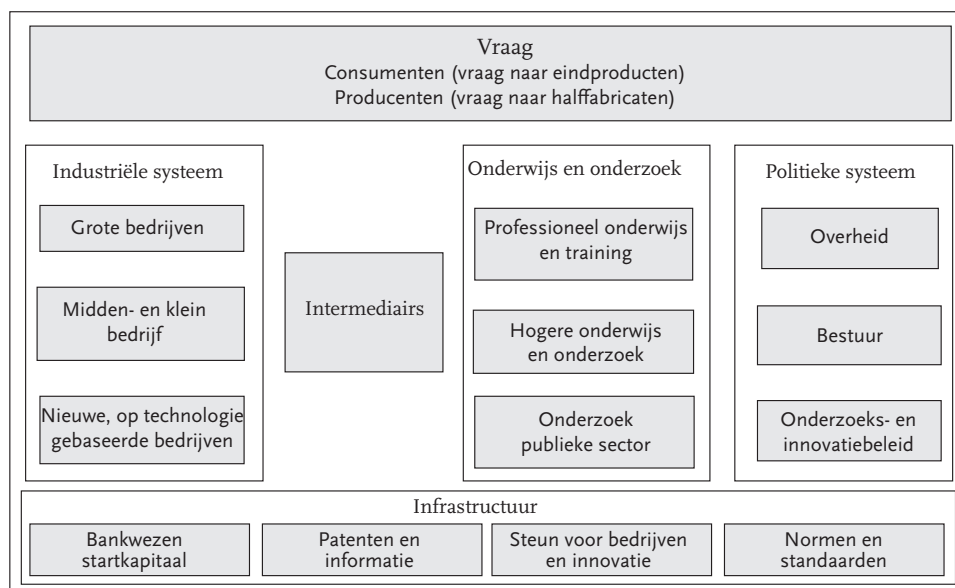 Vraag
Consumenten (vraag naar eindproducten)
Producenten (vraag naar halffabricaten)
Industriële systeem
Grote bedrijven
Midden- en klein
bedrijf
Nieuwe, op technologie
gebaseerde bedrijven
Intermediairs
Onderwijs en onderzoek
Professioneel onderwijs
en training
Hogere onderwijs
en onderzoek
Onderzoek
publieke sector
Politieke systeem
Overheid
Bestuur
Onderzoeks- en
innovatiebeleid
Infrastructuur
Bankwezen
startkapitaal
Patenten en
informatie
Steun voor bedrijven
en innovatie
Normen en
standaarden